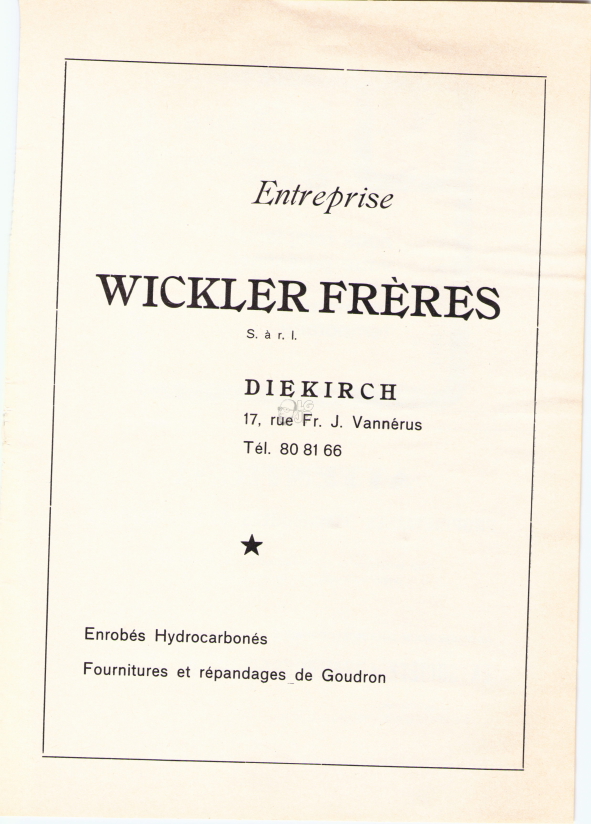 Entreprise
WICKLER FRÈRES
S. à r. l.
DIEKIRCH
17, rue Fr. J. Vannérus
Tél. 80 81 66
Enrobés Hydrocarbonés
Fournitures et répandages de Goudron